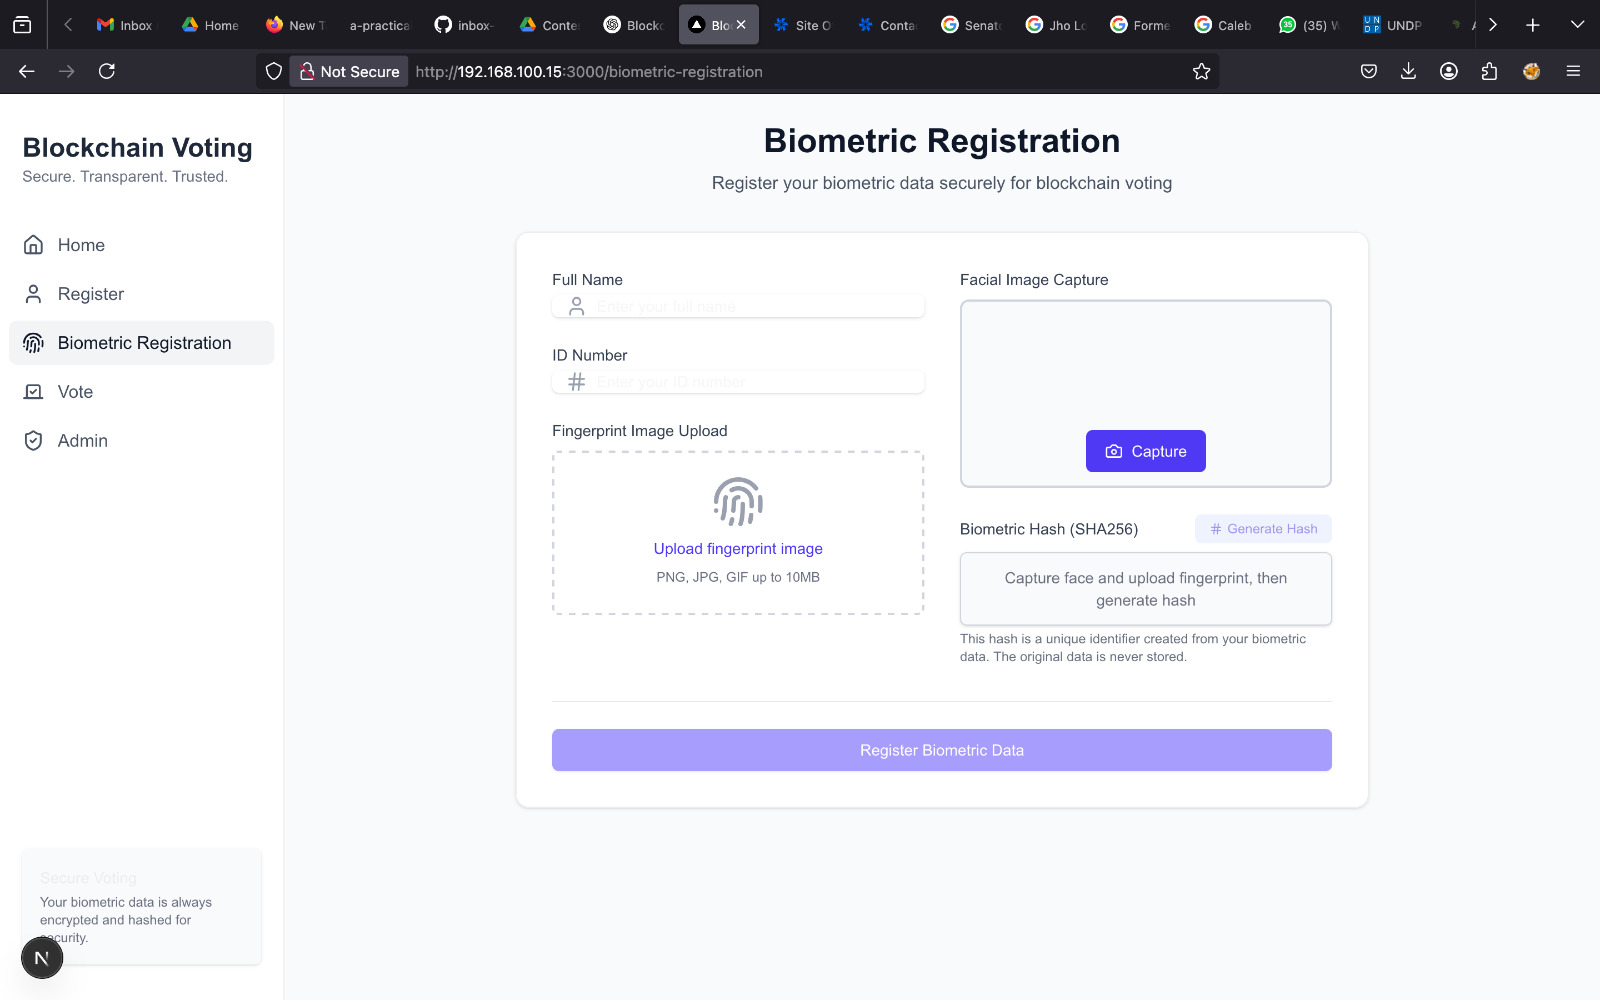 Inbox
Home
New T
a-practica
inbox-
Conte
Blockc
Bloc
Site O
Conta
Senato
Jho Lo
Forme
Caleb
(35) W
UNDP
Not Secure
http://192.168.100.15:3000/biometric-registration
Blockchain Voting
Secure. Transparent. Trusted.
Home
Register
Biometric Registration
Vote
Admin
Secure Voting
Your biometric data is always
encrypted and hashed for
security.
N
Biometric Registration
Register your biometric data securely for blockchain voting
Full Name
Enter your full name
ID Number
# Enter your ID number
Fingerprint Image Upload
Upload fingerprint image
PNG, JPG, GIF up to 10MB
Facial Image Capture
Capture
Biometric Hash (SHA256)
# Generate Hash
Capture face and upload fingerprint, then
generate hash
This hash is a unique identifier created from your biometric
data. The original data is never stored.
Register Biometric Data